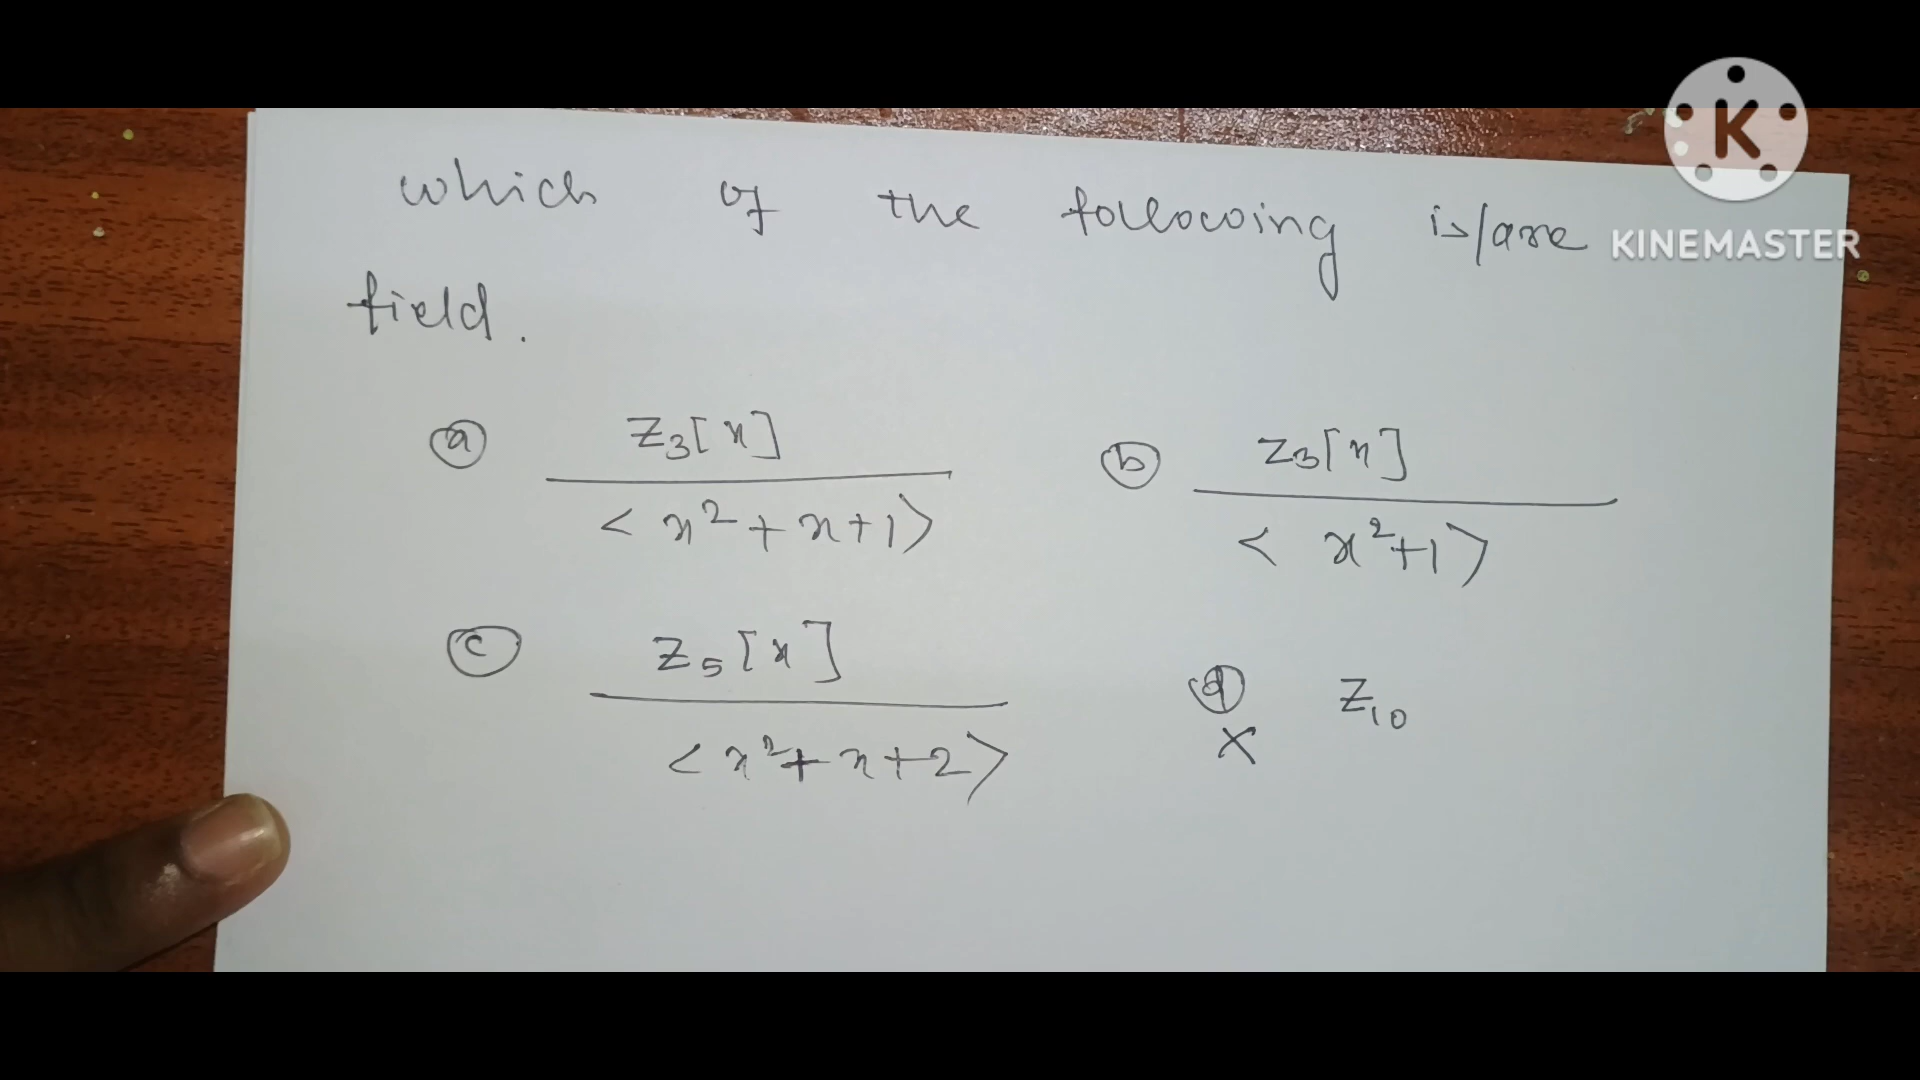 which of the following is/are
KINEMASTER
field.
ⓐ Z₃[x] / < x² + x + 1 >
ⓑ Z₃[x] / < x² + 1 >
ⓒ Z₅[x] / < x² + x + 2 >
ⓓ Z₁₀
X